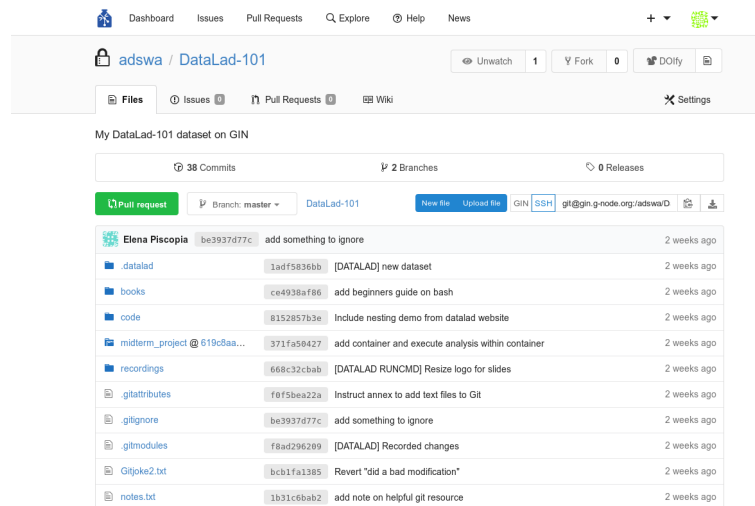 Dashboard Issues Pull Requests Explore Help News
adswa / DataLad-101
Unwatch 1 Fork 0 DOIfy
Files Issues 0 Pull Requests 0 Wiki Settings
My DataLad-101 dataset on GIN
38 Commits 2 Branches 0 Releases
Pull request Branch: master DataLad-101 New file Upload file GIN SSH git@gin.g-node.org:/adswa/D
Elena Piscopia be3937d77c add something to ignore 2 weeks ago
.datalad 1adf5836bb [DATALAD] new dataset 2 weeks ago
books ce4938af86 add beginners guide on bash 2 weeks ago
code 8152857b3e Include nesting demo from datalad website 2 weeks ago
midterm_project @ 619c8aa... 371fa50427 add container and execute analysis within container 2 weeks ago
recordings 668c32cbab [DATALAD RUNCMD] Resize logo for slides 2 weeks ago
.gitattributes f0f5bea22a Instruct annex to add text files to Git 2 weeks ago
.gitignore be3937d77c add something to ignore 2 weeks ago
.gitmodules f8ad296209 [DATALAD] Recorded changes 2 weeks ago
Gitjoke2.txt bcb1fa1385 Revert "did a bad modification" 2 weeks ago
notes.txt 1b31c6bab2 add note on helpful git resource 2 weeks ago